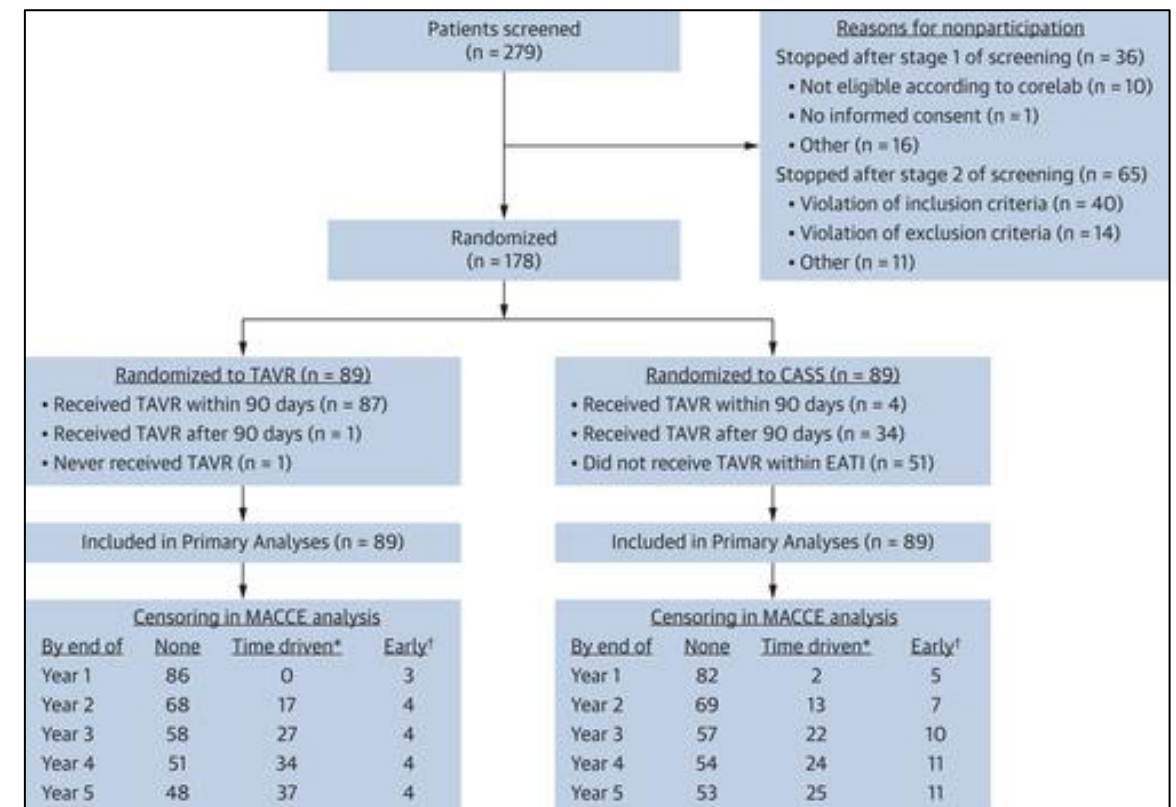 Patients screened
(n = 279)
Reasons for nonparticipation
Stopped after stage 1 of screening (n = 36)
• Not eligible according to corelab (n = 10)
• No informed consent (n = 1)
• Other (n = 16)
Stopped after stage 2 of screening (n = 65)
• Violation of inclusion criteria (n = 40)
• Violation of exclusion criteria (n = 14)
• Other (n = 11)
Randomized
(n = 178)
Randomized to TAVR (n = 89)
• Received TAVR within 90 days (n = 87)
• Received TAVR after 90 days (n = 1)
• Never received TAVR (n = 1)
Randomized to CASS (n = 89)
• Received TAVR within 90 days (n = 4)
• Received TAVR after 90 days (n = 34)
• Did not receive TAVR within EATI (n = 51)
Included in Primary Analyses (n = 89)
Included in Primary Analyses (n = 89)
Censoring in MACCE analysis
By end of None Time driven* Early†
Year 1 86 0 3
Year 2 68 17 4
Year 3 58 27 4
Year 4 51 34 4
Year 5 48 37 4
Censoring in MACCE analysis
By end of None Time driven* Early†
Year 1 82 2 5
Year 2 69 13 7
Year 3 57 22 10
Year 4 54 24 11
Year 5 53 25 11